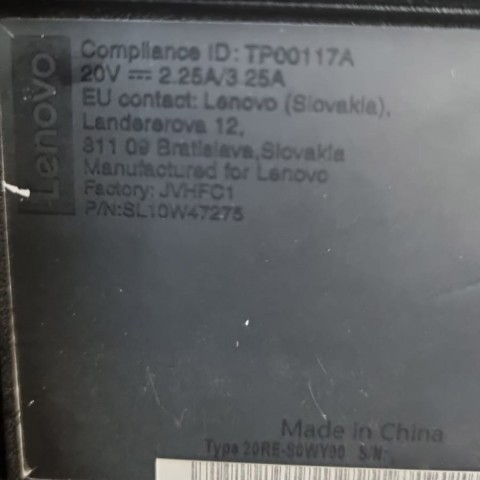 Lenovo
Compliance ID: TP00117A
20V ⎓ 2.25A/3.25A
EU contact: Lenovo (Slovakia),
Landererova 12,
811 09 Bratislava, Slovakia
Manufactured for Lenovo
Factory: JVHFC1
P/N:SL10W47275
Made in China
Type 20RE-S0WY00 S/N: